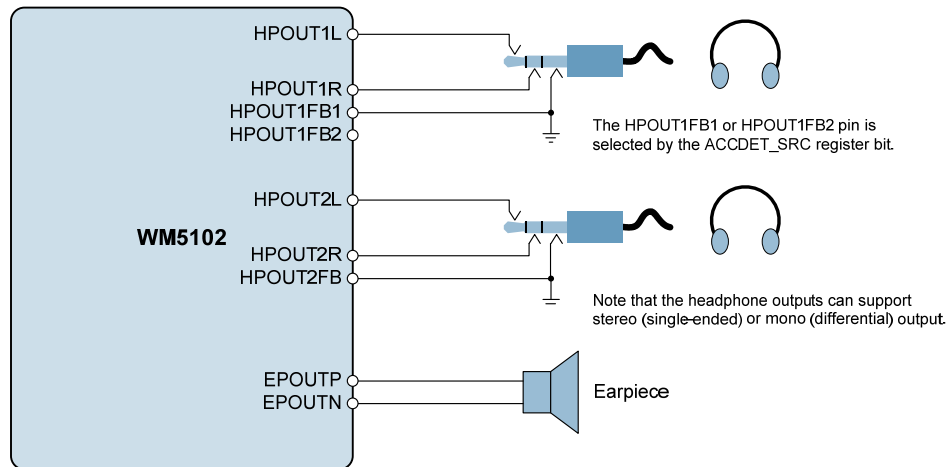 HPOUT1L
HPOUT1R
HPOUT1FB1
HPOUT1FB2
The HPOUT1FB1 or HPOUT1FB2 pin is
selected by the ACCDET_SRC register bit.
HPOUT2L
WM5102
HPOUT2R
HPOUT2FB
Note that the headphone outputs can support
stereo (single-ended) or mono (differential) output.
EPOUTP
EPOUTN
Earpiece